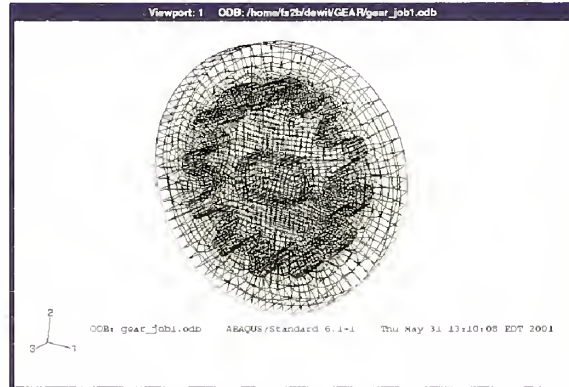 Viewport: 1 ODB: /home/fs2b/dewit/GEAR/gear_job1.odb
2
3
1
ODB: gear_job1.odb ABAQUS/Standard 6.1-1 Thu May 31 13:10:08 EDT 2001